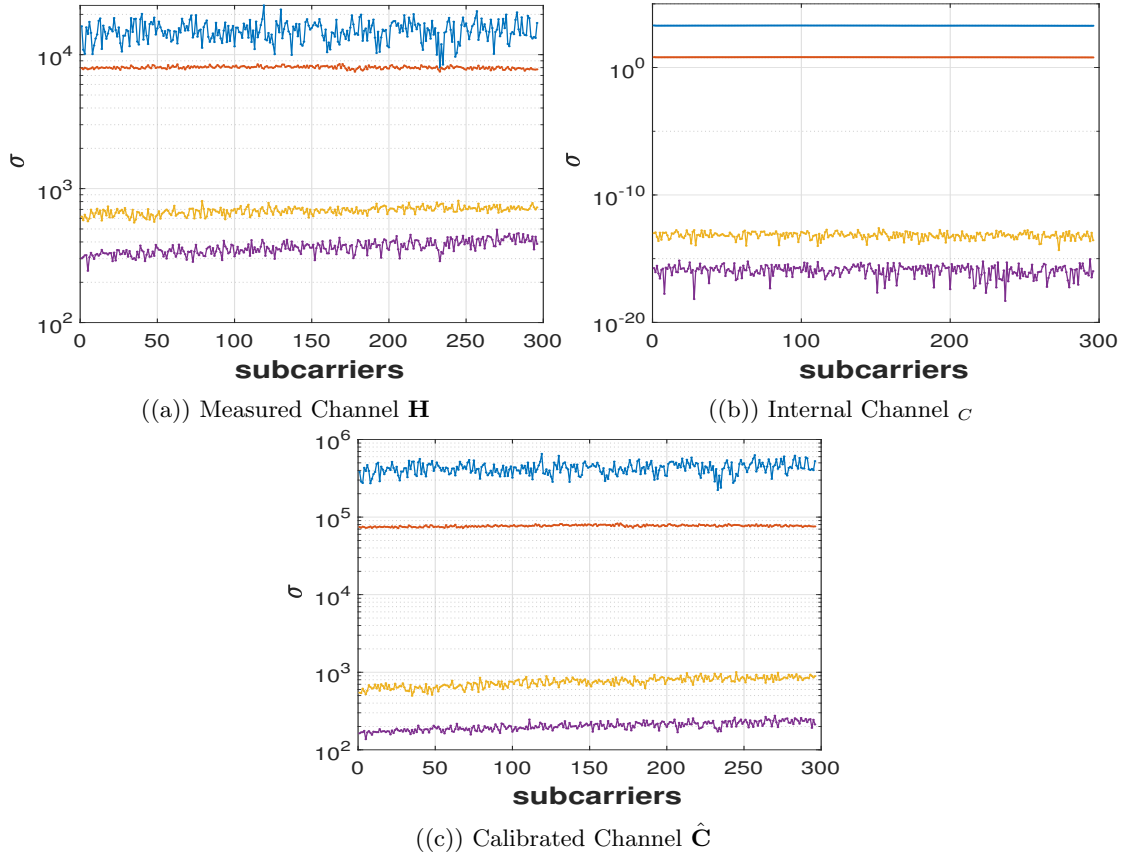 10^4
10^3
10^2
σ
0 50 100 150 200 250 300
subcarriers
((a)) Measured Channel H
10^0
10^-10
10^-20
σ
0 100 200 300
subcarriers
((b)) Internal Channel _C
10^6
10^5
10^4
10^3
10^2
σ
0 50 100 150 200 250 300
subcarriers
((c)) Calibrated Channel Ĉ